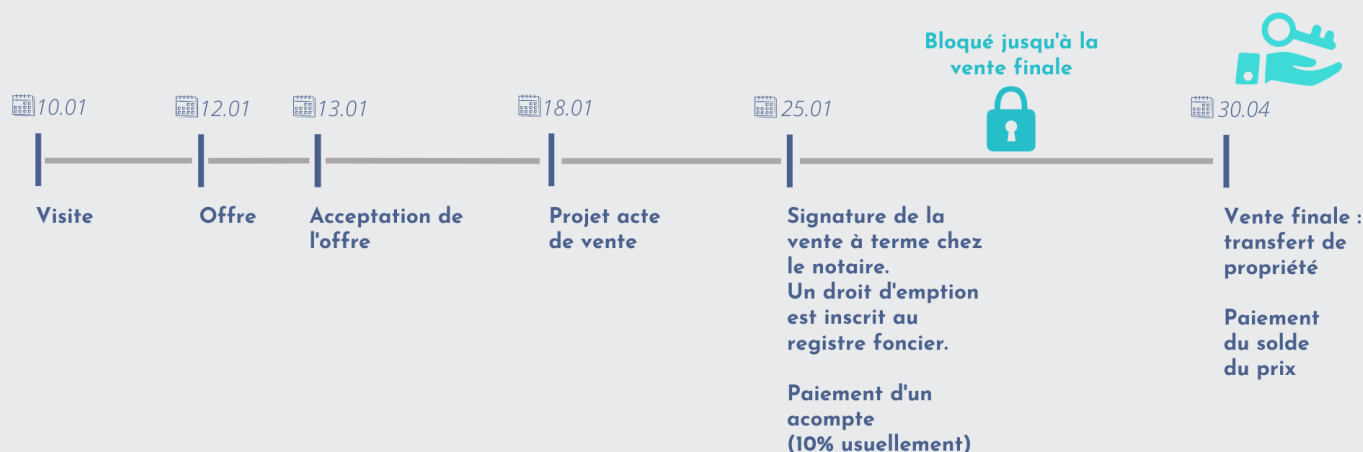 Bloqué jusqu'à la
vente finale
10.01
12.01
13.01
18.01
25.01
30.04
Visite
Offre
Acceptation de
l'offre
Projet acte
de vente
Signature de la
vente à terme chez
le notaire.
Un droit d'emption
est inscrit au
registre foncier.
Paiement d'un
acompte
(10% usuellement)
Vente finale :
transfert de
propriété
Paiement
du solde
du prix